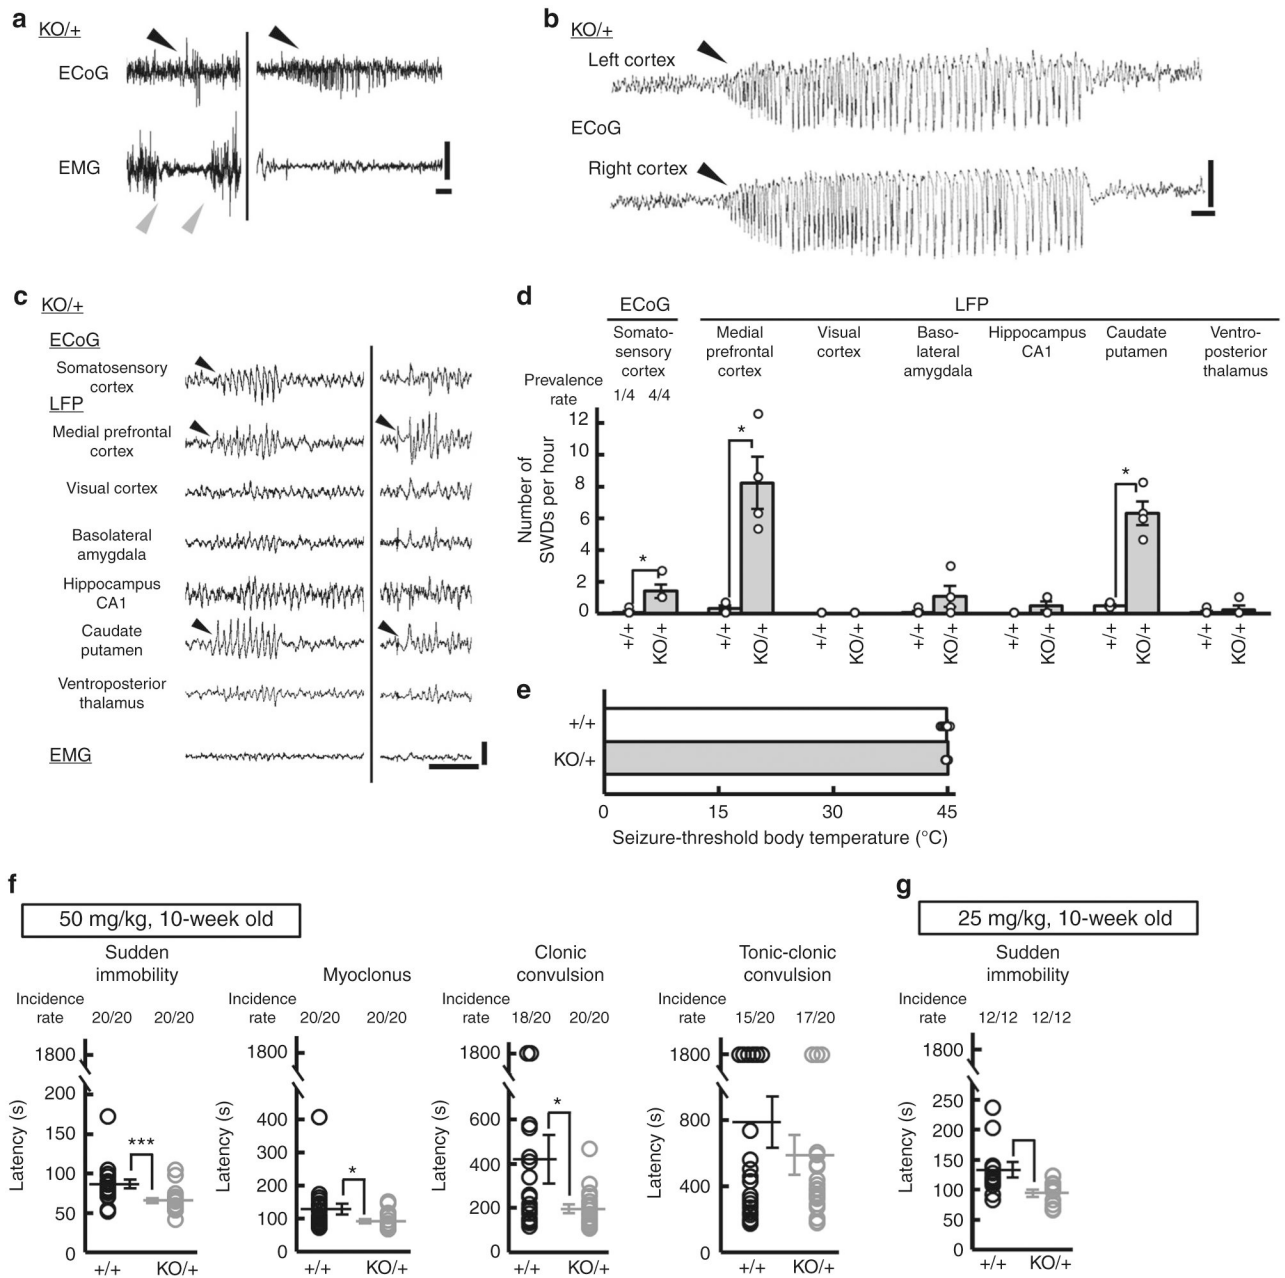 a
KO/+
ECoG
EMG
b
KO/+
Left cortex
ECoG
Right cortex
c
KO/+
ECoG
Somatosensory
cortex
LFP
Medial prefrontal
cortex
Visual cortex
Basolateral
amygdala
Hippocampus
CA1
Caudate
putamen
Ventroposterior
thalamus
EMG
d
ECoG
LFP
Somato-
sensory
cortex
Medial
prefrontal
cortex
Visual
cortex
Baso-
lateral
amygdala
Hippocampus
CA1
Caudate
putamen
Ventro-
posterior
thalamus
Prevalence
rate
1/4 4/4
Number of
SWDs per hour
12
10
8
6
4
2
0
* * *
+/+ KO/+ +/+ KO/+ +/+ KO/+ +/+ KO/+ +/+ KO/+ +/+ KO/+ +/+ KO/+
e
+/+
KO/+
0 15 30 45
Seizure-threshold body temperature (°C)
f
50 mg/kg, 10-week old
Sudden
immobility
Incidence
rate
20/20 20/20
Latency (s)
1800
200
150
100
50
0
***
+/+ KO/+
Myoclonus
Incidence
rate
20/20 20/20
Latency (s)
1800
400
300
200
100
0
*
+/+ KO/+
Clonic
convulsion
Incidence
rate
18/20 20/20
Latency (s)
1800
600
400
200
0
*
+/+ KO/+
Tonic-clonic
convulsion
Incidence
rate
15/20 17/20
Latency (s)
1800
800
400
0
+/+ KO/+
g
25 mg/kg, 10-week old
Sudden
immobility
Incidence
rate
12/12 12/12
Latency (s)
1800
250
200
150
100
50
0
+/+ KO/+